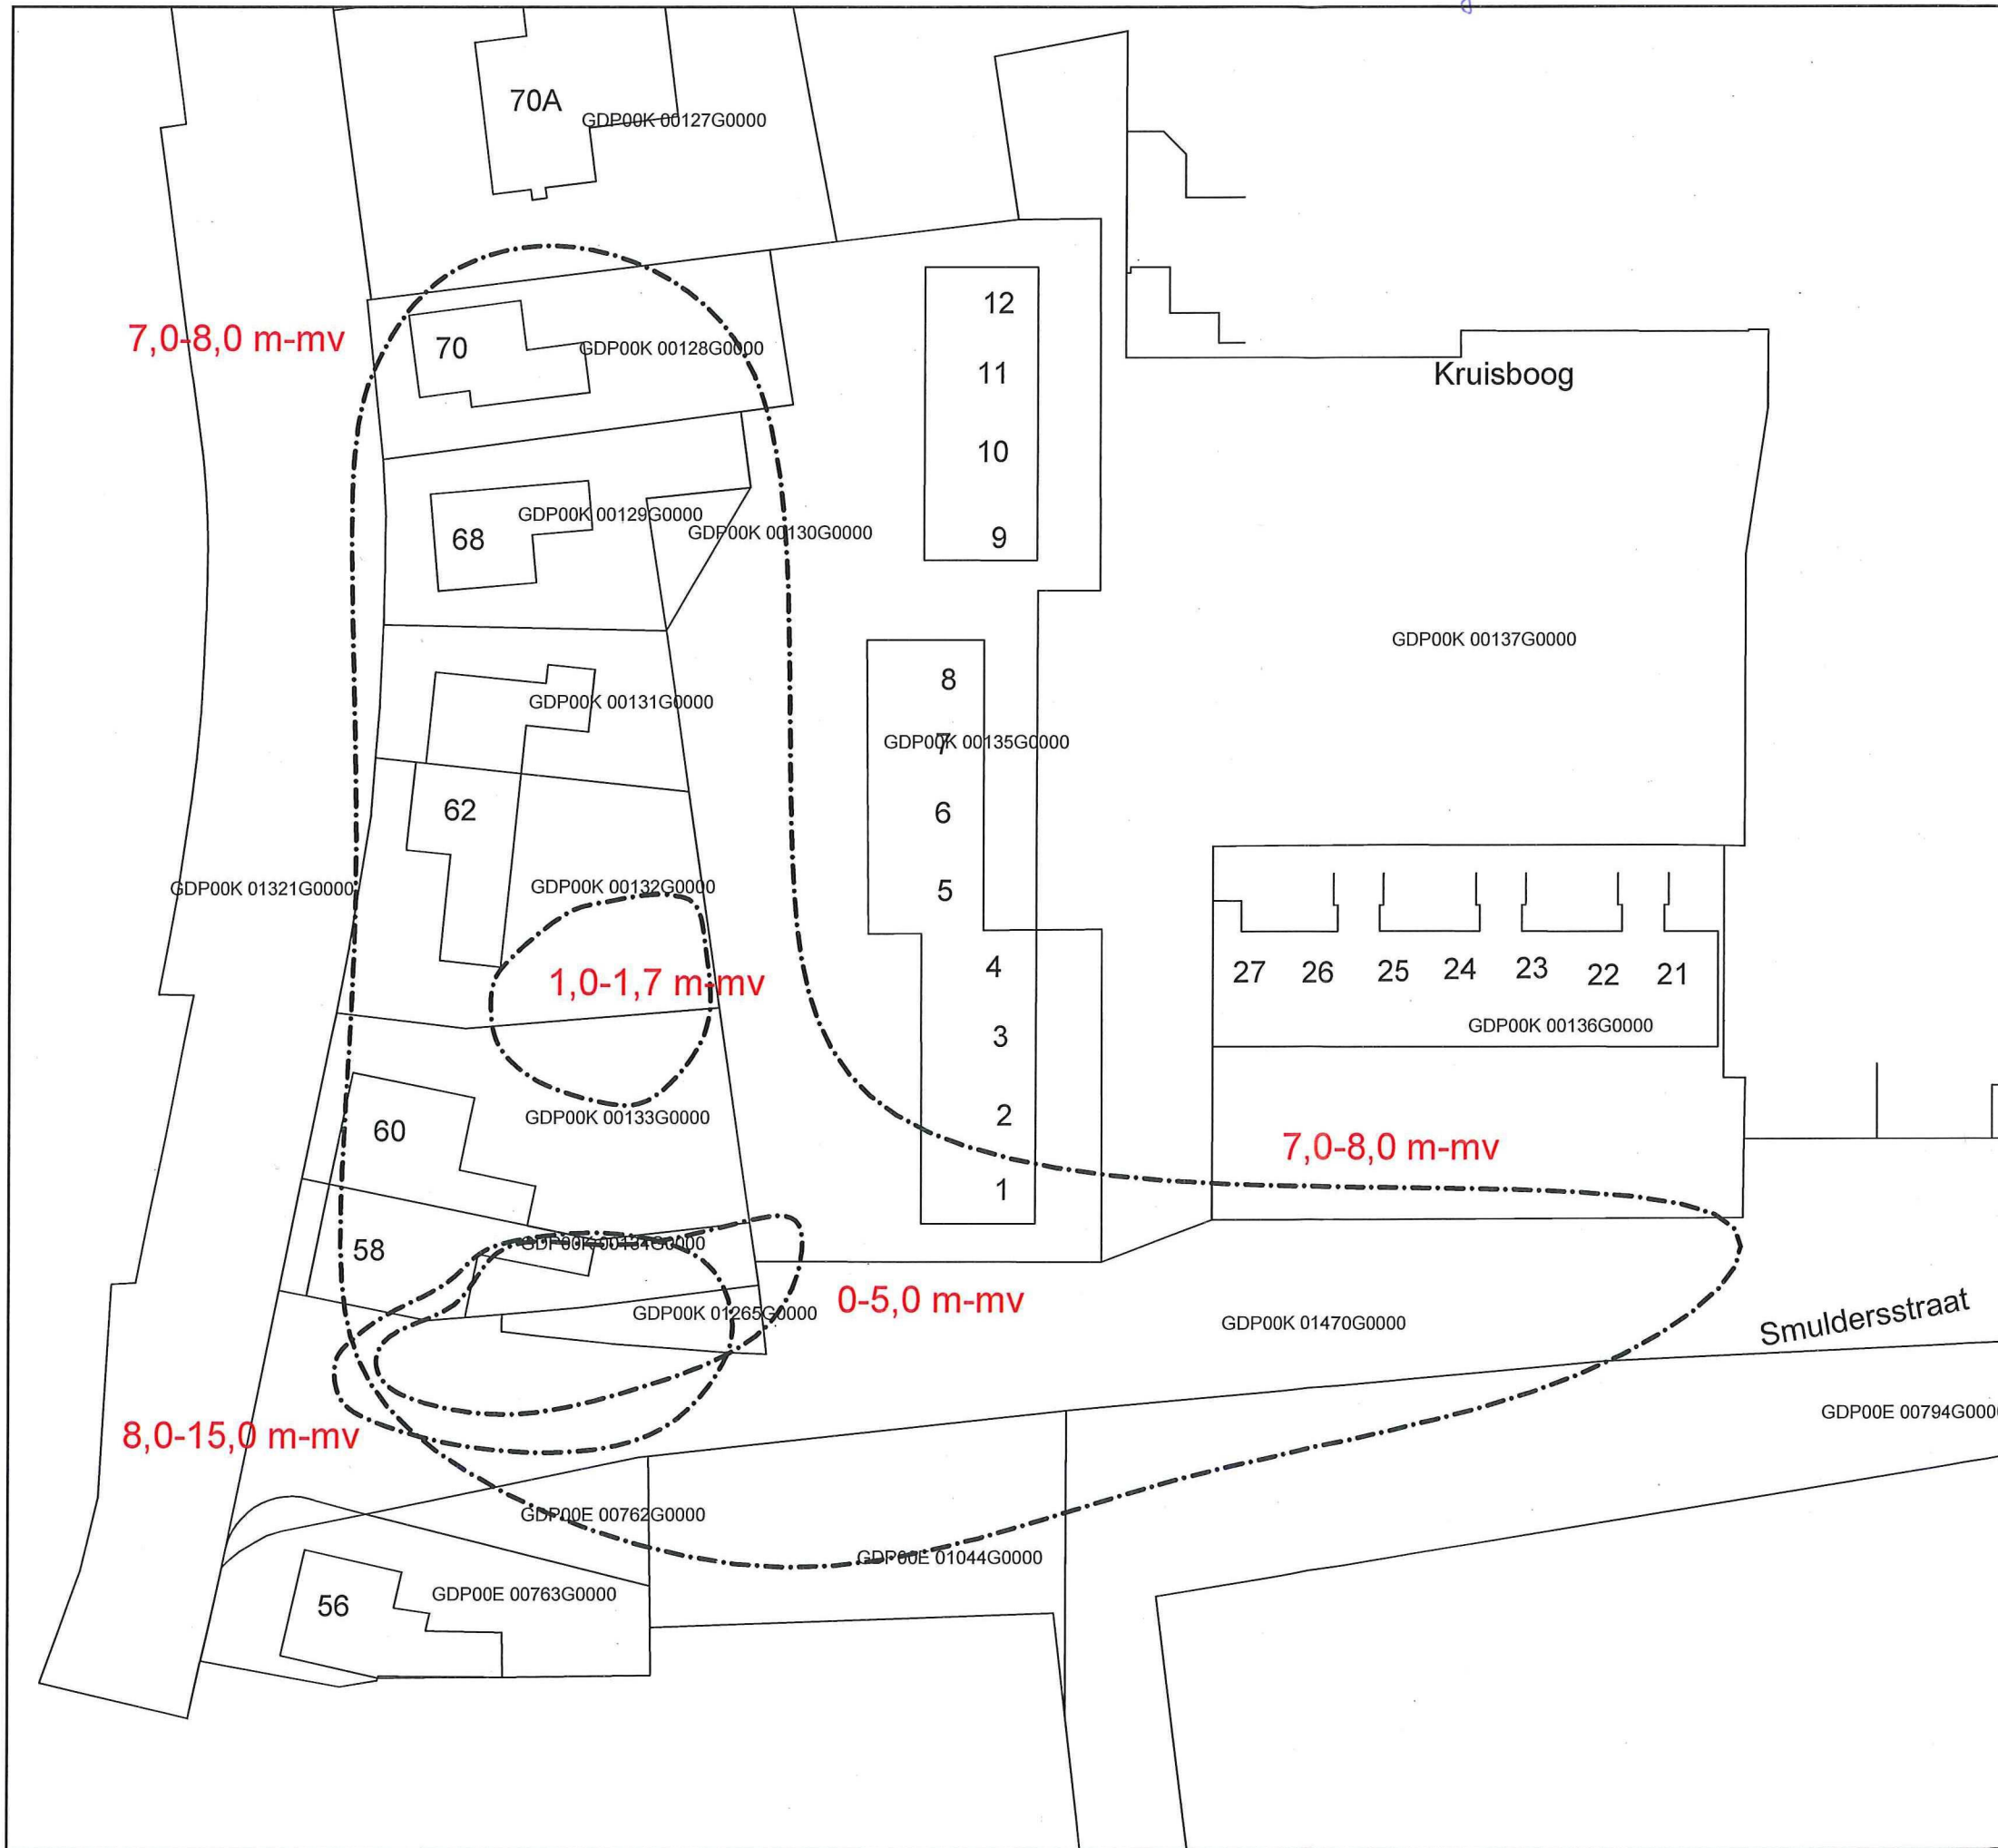 70A
GDP00K 00127G0000
12
7,0-8,0 m-mv
70
GDP00K 00128G0000
11
Kruisboog
10
68
GDP00K 00129G0000
GDP00K 00130G0000
9
GDP00K 00137G0000
8
GDP00K 00131G0000
7
GDP00K 00135G0000
62
6
GDP00K 01321G0000
GDP00K 00132G0000
5
1,0-1,7 m-mv
4
27 26 25 24 23 22 21
3
GDP00K 00136G0000
60
GDP00K 00133G0000
2
7,0-8,0 m-mv
1
58
GDP00K 00134G0000
0-5,0 m-mv
GDP00K 01265G0000
GDP00K 01470G0000
Smuldersstraat
8,0-15,0 m-mv
GDP00E 00794G000
GDP00E 00762G0000
GDP00E 01044G0000
56
GDP00E 00763G0000